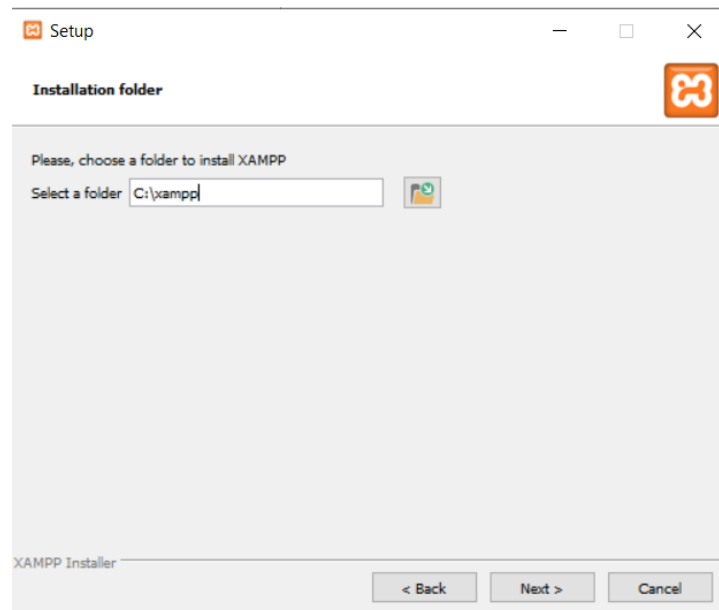 Setup
Installation folder
Please, choose a folder to install XAMPP
Select a folder C:\xampp
XAMPP Installer
< Back Next > Cancel